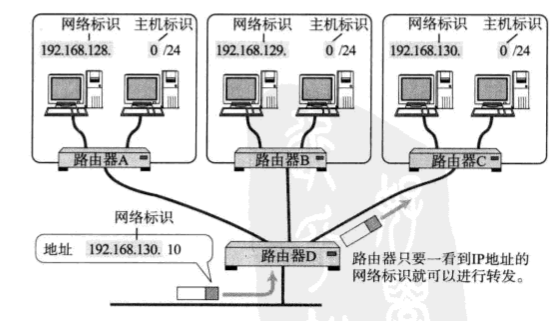 网络标识 主机标识 网络标识 主机标识 网络标识 主机标识
192.168.128. 0 /24 192.168.129. 0 /24 192.168.130. 0 /24
路由器A 路由器B 路由器C
网络标识
地址 192.168.130. 10
路由器D
路由器只要一看到IP地址的
网络标识就可以进行转发。